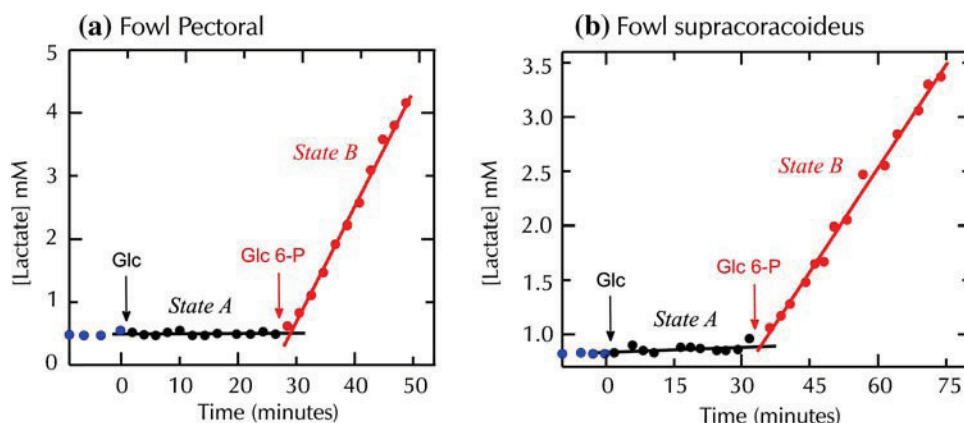 (a) Fowl Pectoral
5
4
3
2
1
0
[Lactate] mM
Glc
State A
Glc 6-P
State B
0 10 20 30 40 50
Time (minutes)
(b) Fowl supracoracoideus
3.5
3.0
2.5
2.0
1.5
1.0
[Lactate] mM
Glc
State A
Glc 6-P
State B
0 15 30 45 60 75
Time (minutes)